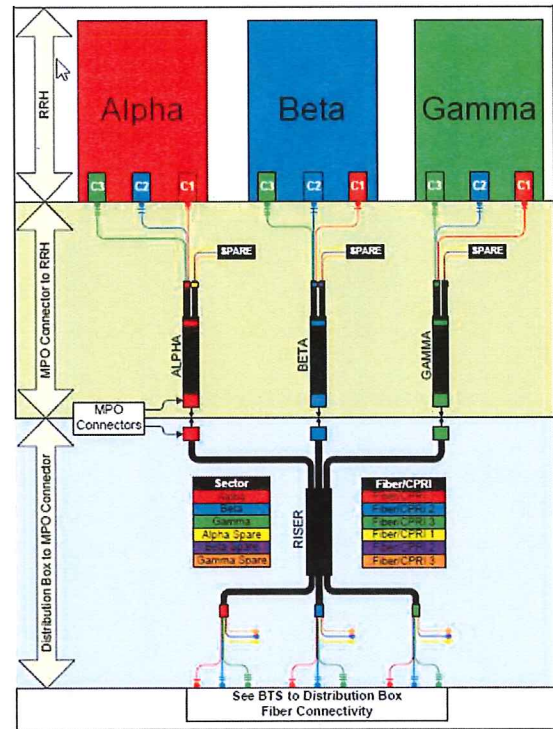 RRH
Alpha
Beta
Gamma
C3
C2
C1
C3
C2
C1
C3
C2
C1
MPO Connector to RRH
SPARE
SPARE
SPARE
ALPHA
BETA
GAMMA
MPO
Connectors
Distribution Box to MPO Connector
Sector
Alpha
Beta
Gamma
Alpha Spare
Beta Spare
Gamma Spare
RISER
Fiber/CPRI
Fiber/CPRI 2
Fiber/CPRI 3
Fiber/CPRI 1
Fiber/CPRI 2
Fiber/CPRI 3
See BTS to Distribution Box
Fiber Connectivity